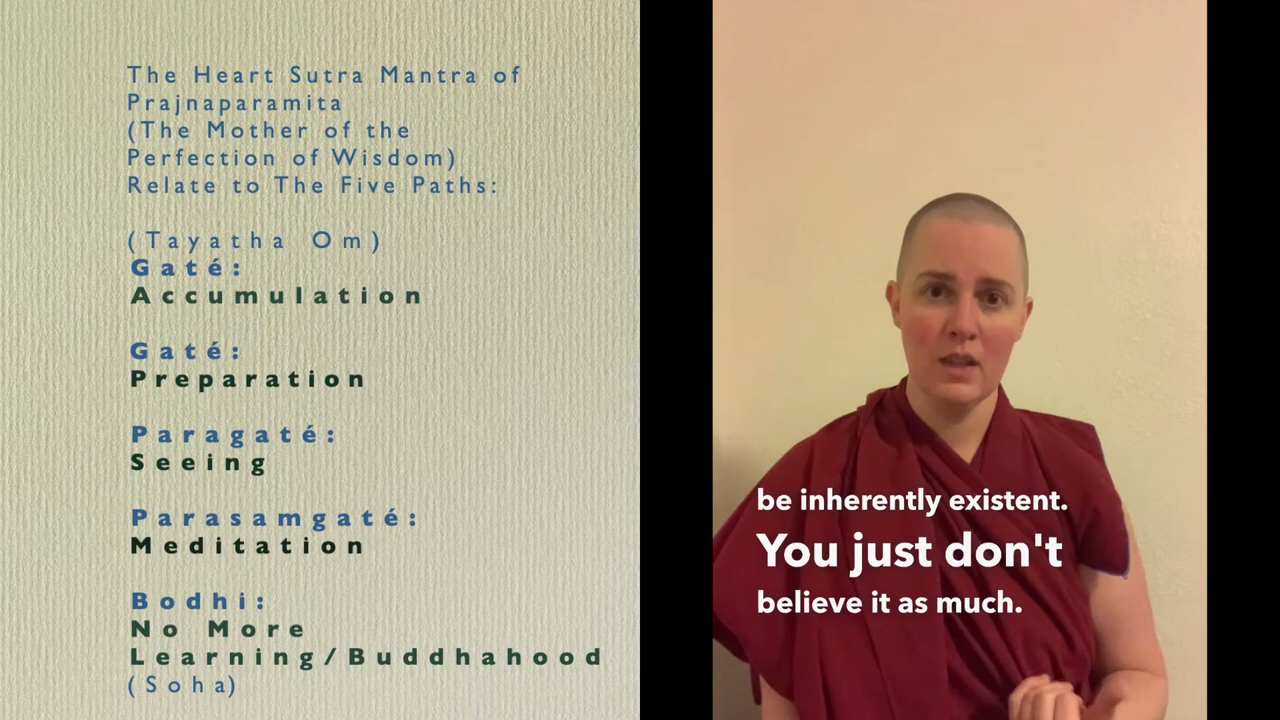 The Heart Sutra Mantra of
Prajnaparamita
(The Mother of the
Perfection of Wisdom)
Relate to The Five Paths:
(Tayatha Om)
Gaté:
Accumulation
Gaté:
Preparation
Paragaté:
Seeing
Parasamgaté:
Meditation
Bodhi:
No More
Learning/Buddhahood
(Soha)
be inherently existent.
You just don't
believe it as much.